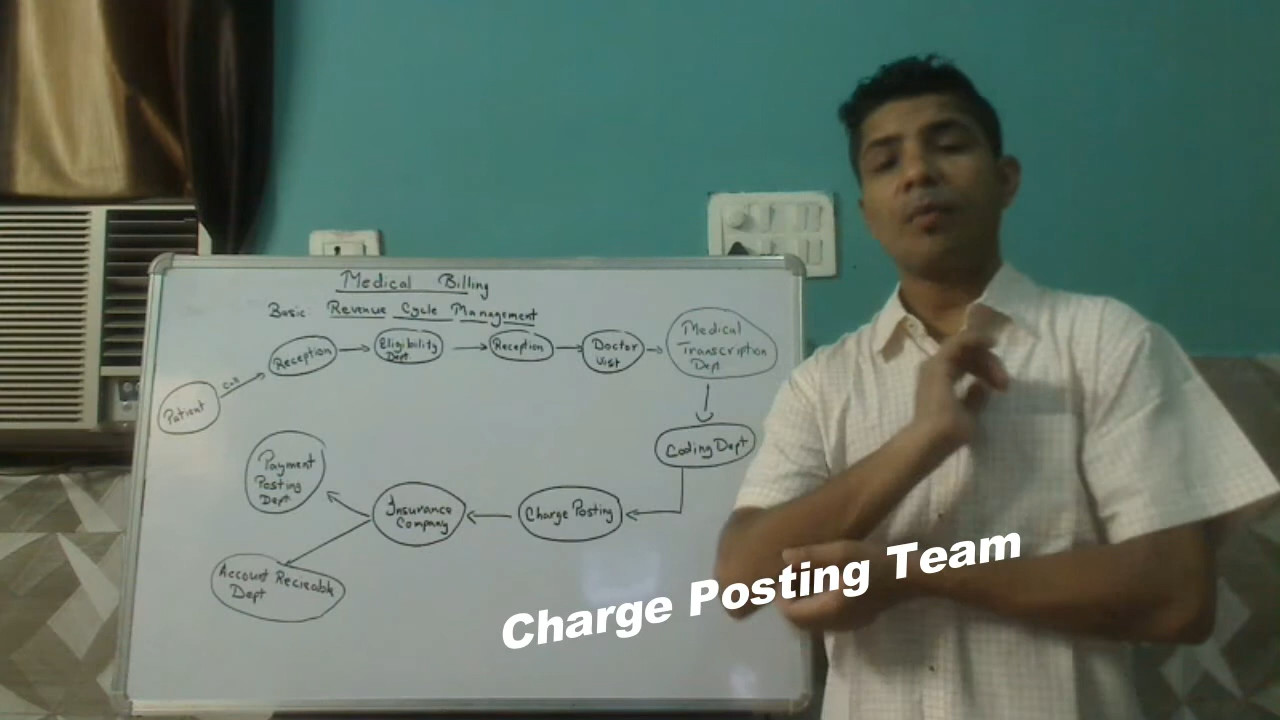 Medical Billing
Basic Revenue Cycle Management
Patient
Call
Reception
Eligibility
Dept.
Reception
Doctor
Vist
Medical
Transcription
Dept
Coding Dept
Charge Posting
Insurance
Company
Payment
Posting
Dept
Account Recievable
Dept
Charge Posting Team